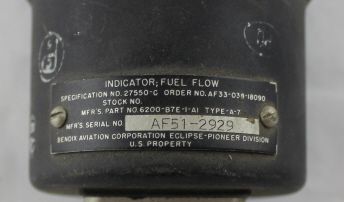 INDICATOR, FUEL FLOW
SPECIFICATION NO. 27550-C ORDER NO. AF33-038-18090
STOCK NO.
MFR'S. PART NO. 6200-B7E-1-A1 TYPE-A-7
MFR'S SERIAL NO. AF51-2929
BENDIX AVIATION CORPORATION ECLIPSE-PIONEER DIVISION
U.S. PROPERTY